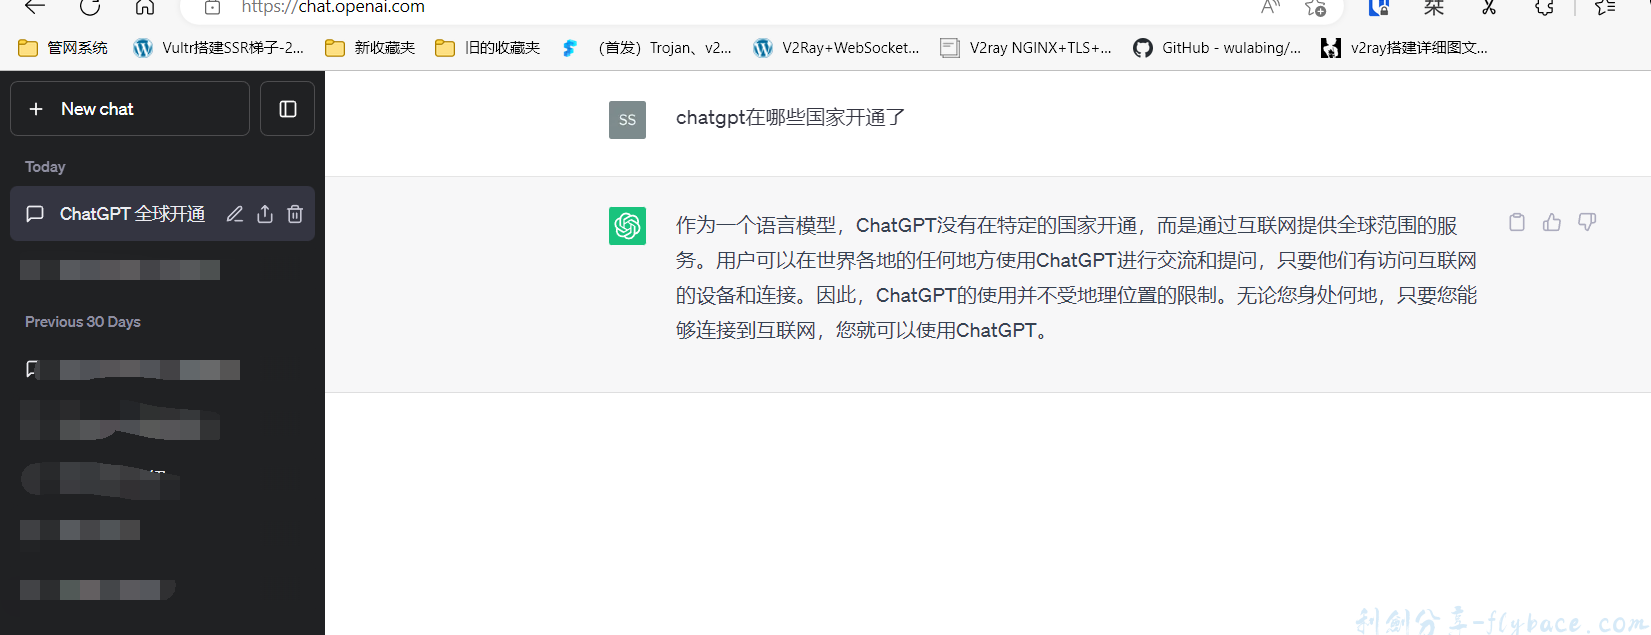 https://chat.openai.com
管网系统 Vultr搭建SSR梯子-2... 新收藏夹 旧的收藏夹 (首发) Trojan、v2... V2Ray+WebSocket... V2ray NGINX+TLS+... GitHub - wulabing/... v2ray搭建详细图文...
New chat
Today
ChatGPT 全球开通
Previous 30 Days
SS
chatgpt在哪些国家开通了
作为一个语言模型，ChatGPT没有在特定的国家开通，而是通过互联网提供全球范围的服
务。用户可以在世界各地的任何地方使用ChatGPT进行交流和提问，只要他们有访问互联网
的设备和连接。因此，ChatGPT的使用并不受地理位置的限制。无论您身处何地，只要您能
够连接到互联网，您就可以使用ChatGPT。
利创分享-flybace.com